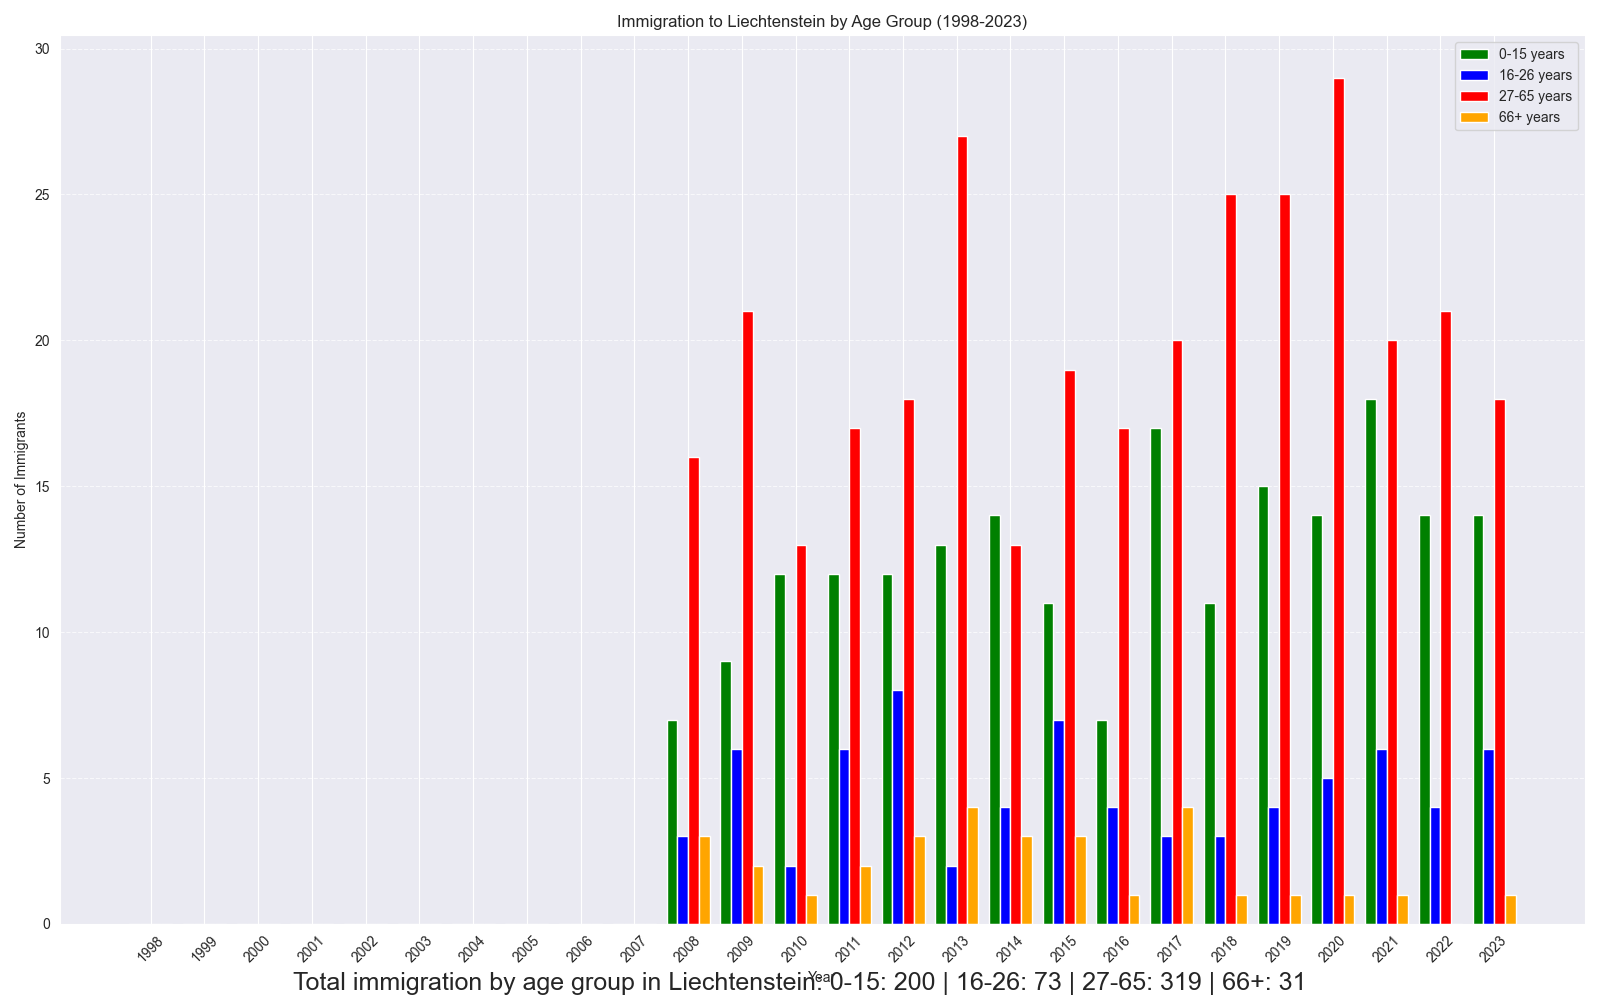 Immigration to Liechtenstein by Age Group (1998-2023)
0-15 years
16-26 years
27-65 years
66+ years
Number of Immigrants
30
25
20
15
10
5
0
1998 1999 2000 2001 2002 2003 2004 2005 2006 2007 2008 2009 2010 2011 2012 2013 2014 2015 2016 2017 2018 2019 2020 2021 2022 2023
Year
Total immigration by age group in Liechtenstein: 0-15: 200 | 16-26: 73 | 27-65: 319 | 66+: 31